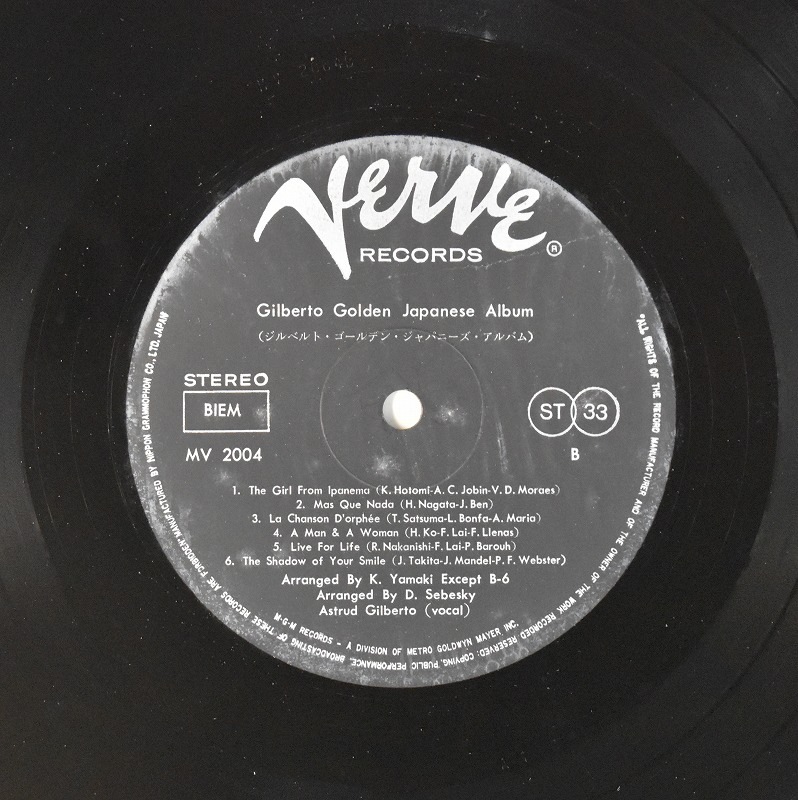 Verve
RECORDS ®
Gilberto Golden Japanese Album
(ジルベルト・ゴールデン・ジャパニーズ・アルバム)
STEREO
BIEM
MV 2004
ST 33
B
1. The Girl From Ipanema (K. Hotomi-A. C. Jobin-V. D. Moraes)
2. Mas Que Nada (H. Nagata-J. Ben)
3. La Chanson D'orphée (T. Satsuma-L. Bonfa-A. Maria)
4. A Man & A Woman (H. Ko-F. Lai-F. Llenas)
5. Live For Life (R. Nakanishi-F. Lai-P. Barouh)
6. The Shadow of Your Smile (J. Takita-J. Mandel-P. F. Webster)
Arranged By K. Yamaki Except B-6
Arranged By D. Sebesky
Astrud Gilberto (vocal)
M-G-M RECORDS – A DIVISION OF METRO GOLDWYN MAYER INC.
"ALL RIGHTS OF THE RECORD MANUFACTURER AND OF THE OWNER OF THE WORK RECORDED RESERVED; COPYING, PUBLIC PERFORMANCE, BROADCASTING OF THESE RECORDS ARE FORBIDDEN" MANUFACTURED BY NIPPON GRAMMOPHON CO., LTD. JAPAN